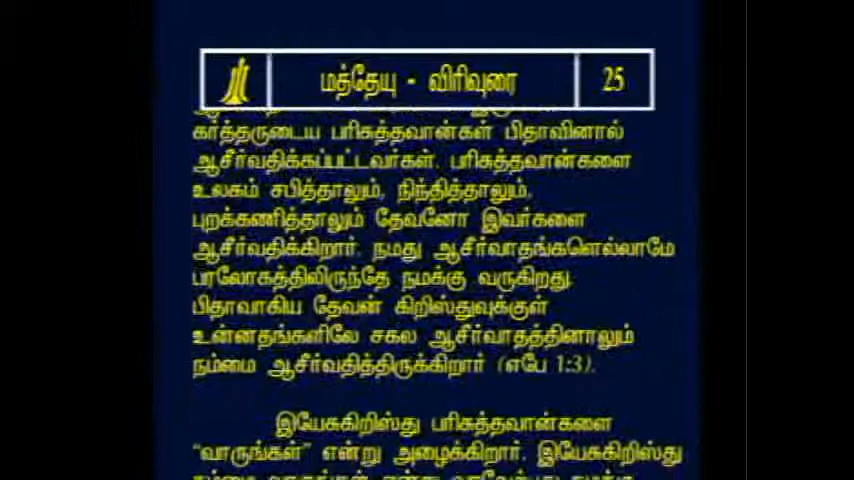 மத்தேயு - விரிவுரை 25
கர்த்தருடைய பரிசுத்தவான்கள் பிதாவினால்
ஆசீர்வதிக்கப்பட்டவர்கள். பரிசுத்தவான்களை
உலகம் சபித்தாலும், நிந்தித்தாலும்,
புறக்கணித்தாலும் தேவனோ இவர்களை
ஆசீர்வதிக்கிறார். நமது ஆசீர்வாதங்களெல்லாமே
பரலோகத்திலிருந்தே நமக்கு வருகிறது.
பிதாவாகிய தேவன் கிறிஸ்துவுக்குள்
உன்னதங்களிலே சகல ஆசீர்வாதத்தினாலும்
நம்மை ஆசீர்வதித்திருக்கிறார் (எபே 1:3).
இயேசுகிறிஸ்து பரிசுத்தவான்களை
“வாருங்கள்” என்று அழைக்கிறார். இயேசுகிறிஸ்து